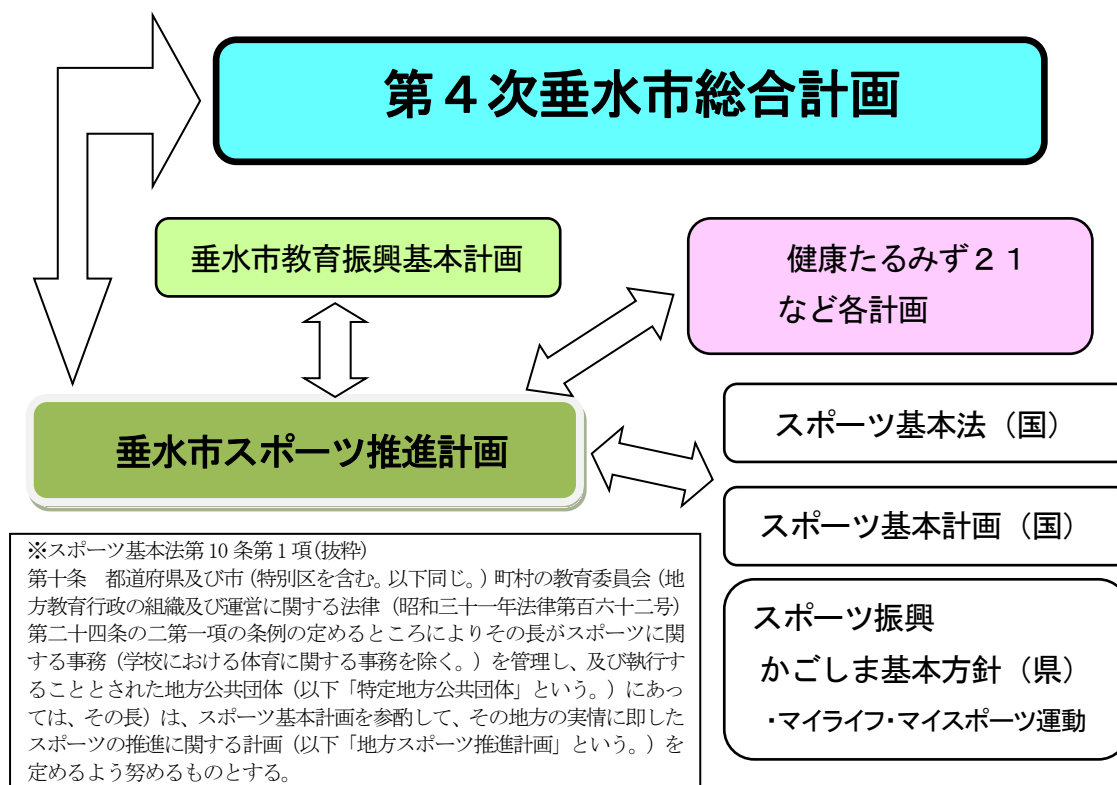 第４次垂水市総合計画
垂水市教育振興基本計画
健康たるみず２１
など各計画
垂水市スポーツ推進計画
スポーツ基本法（国）
スポーツ基本計画（国）
スポーツ振興
かごしま基本方針（県）
・マイライフ・マイスポーツ運動
※スポーツ基本法第10条第1項(抜粋)
第十条　都道府県及び市（特別区を含む。以下同じ。）町村の教育委員会（地
方教育行政の組織及び運営に関する法律（昭和三十一年法律第百六十二号）
第二十四条の二第一項の条例の定めるところによりその長がスポーツに関
する事務（学校における体育に関する事務を除く。）を管理し、及び執行す
ることとされた地方公共団体（以下「特定地方公共団体」という。）にあっ
ては、その長）は、スポーツ基本計画を参酌して、その地方の実情に即した
スポーツの推進に関する計画（以下「地方スポーツ推進計画」という。）を
定めるよう努めるものとする。